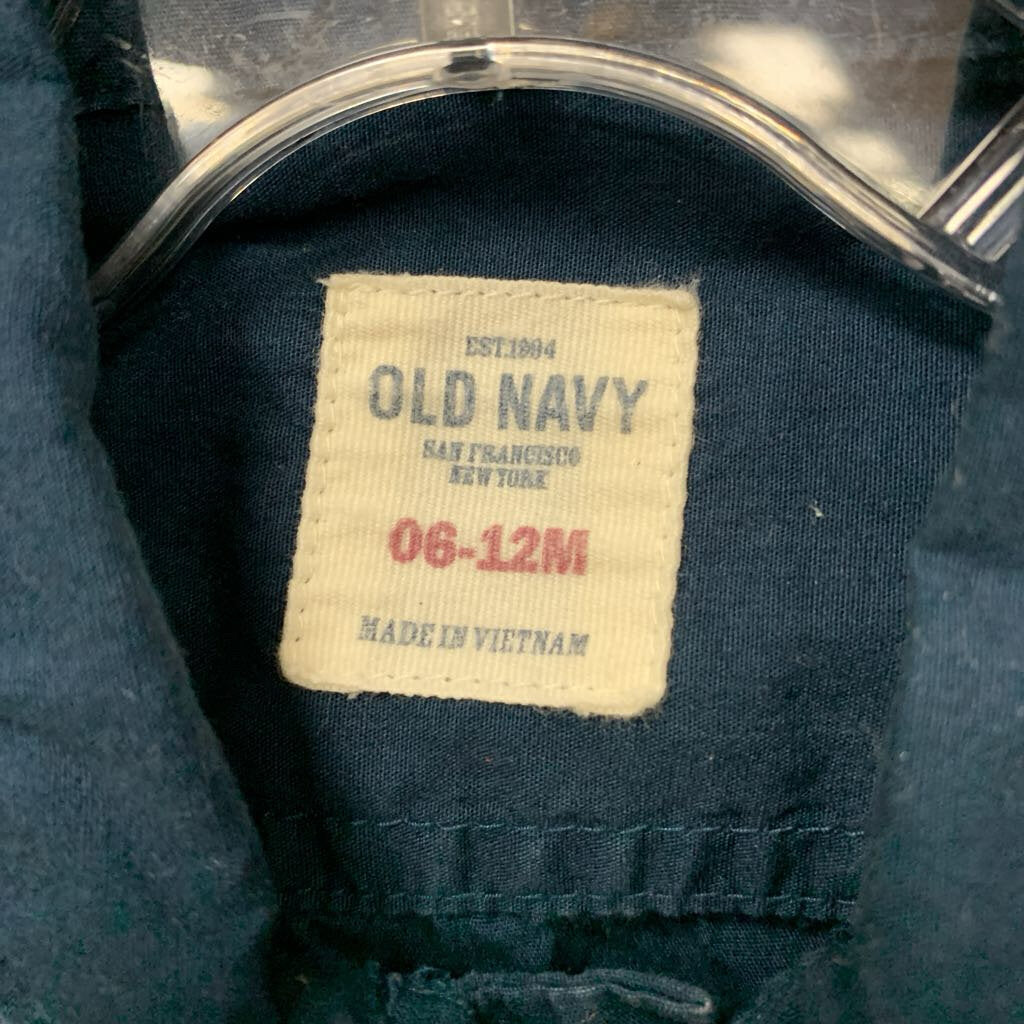 EST.1994
OLD NAVY
SAN FRANCISCO
NEW YORK
06-12M
MADE IN VIETNAM